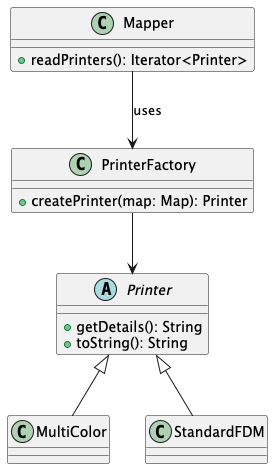 C Mapper
readPrinters(): Iterator<Printer>
uses
C PrinterFactory
createPrinter(map: Map): Printer
A Printer
getDetails(): String
toString(): String
C MultiColor
C StandardFDM